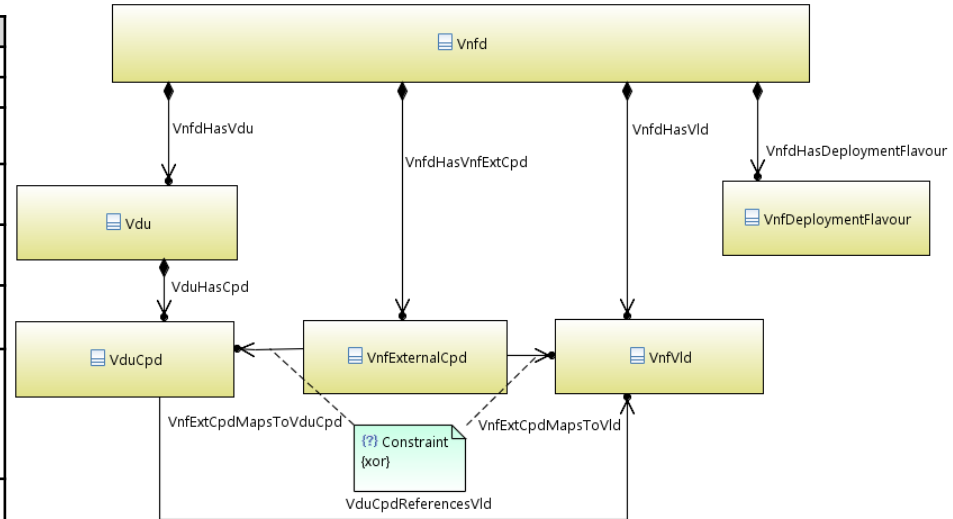 Vnfd
VnfdHasVdu
VnfdHasVld
VnfdHasDeploymentFlavour
VnfdHasVnfExtCpd
Vdu
VnfDeploymentFlavour
VduHasCpd
VduCpd
VnfExternalCpd
VnfVld
VnfExtCpdMapsToVduCpd
VnfExtCpdMapsToVld
{?} Constraint
{xor}
VduCpdReferencesVld